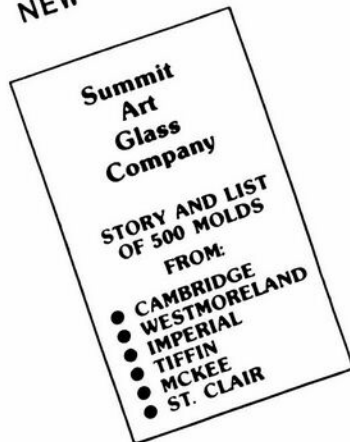 NEW
Summit
Art
Glass
Company
STORY AND LIST
OF 500 MOLDS
FROM:
● CAMBRIDGE
● WESTMORELAND
● IMPERIAL
● TIFFIN
● MCKEE
● ST. CLAIR